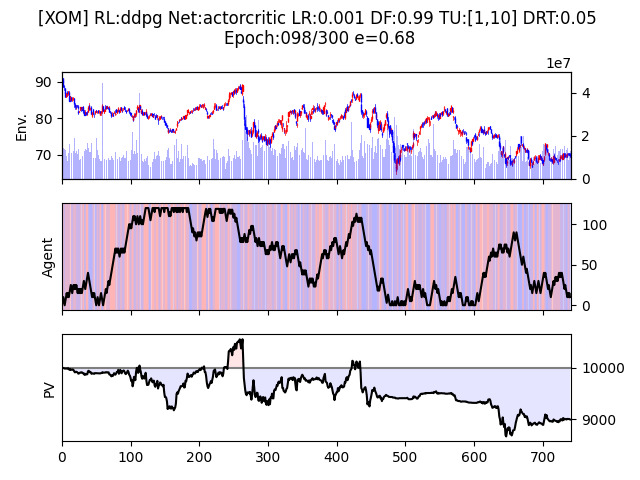 [XOM] RL:ddpg Net:actorcritic LR:0.001 DF:0.99 TU:[1,10] DRT:0.05
Epoch:098/300 e=0.68
1e7
90
80
70
Env.
4
2
0
Agent
100
50
0
PV
10000
9000
0 100 200 300 400 500 600 700